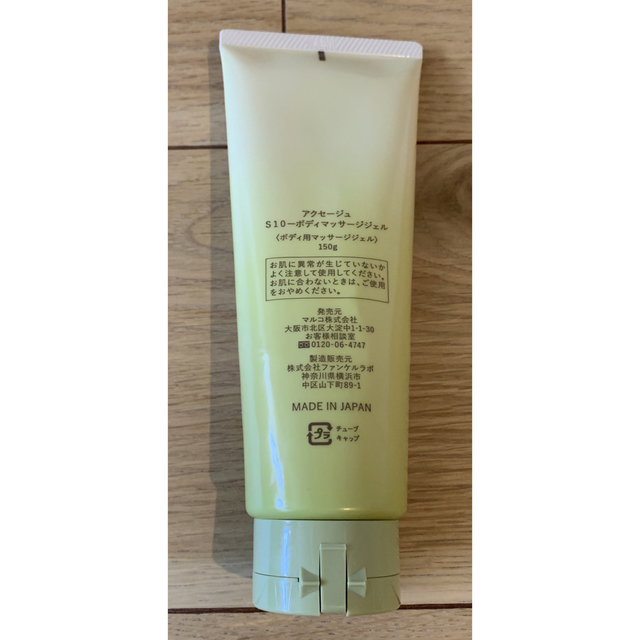 アクセージュ
S10ーボディマッサージジェル
〈ボディ用マッサージジェル〉
150g
お肌に異常が生じていないか
よく注意して使用してください。
お肌に合わないときは、ご使用
をおやめください。
発売元
マルコ株式会社
大阪市北区大淀中1-1-30
お客様相談室
0120-06-4747
製造販売元
株式会社ファンケルラボ
神奈川県横浜市
中区山下町89-1
MADE IN JAPAN
プラ
チューブ
キャップ